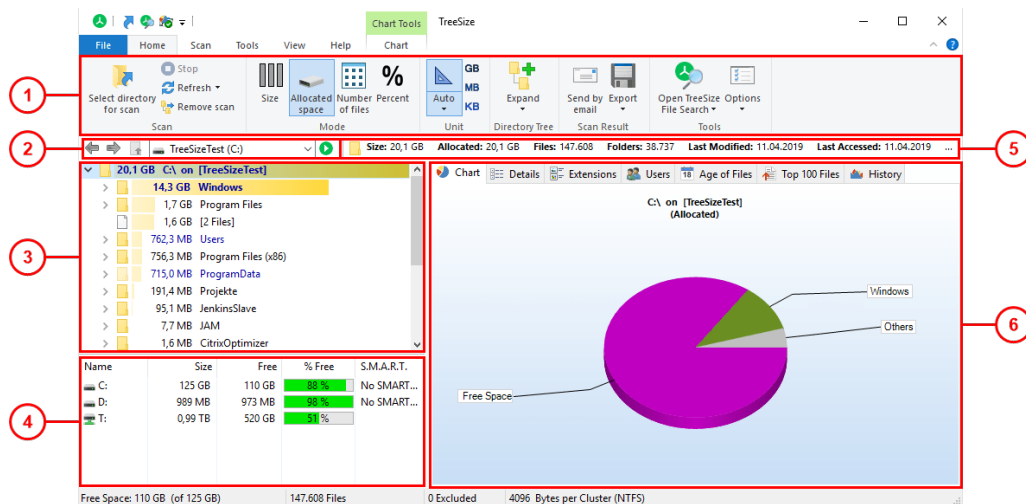 Chart Tools TreeSize
File Home Scan Tools View Help Chart
Select directory for scan
Stop
Refresh
Remove scan
Scan
Size
Allocated space
Number of files
Percent
Mode
Auto
GB
MB
KB
Unit
Expand
Directory Tree
Send by email
Export
Scan Result
Open TreeSize File Search
Options
Tools
1
2
TreeSizeTest (C:)
Size: 20,1 GB Allocated: 20,1 GB Files: 147.608 Folders: 38.737 Last Modified: 11.04.2019 Last Accessed: 11.04.2019 ...
5
3
20,1 GB C:\ on [TreeSizeTest]
14,3 GB Windows
1,7 GB Program Files
1,6 GB [2 Files]
762,3 MB Users
756,3 MB Program Files (x86)
715,0 MB ProgramData
191,4 MB Projekte
95,1 MB JenkinsSlave
7,7 MB JAM
1,6 MB CitrixOptimizer
Chart Details Extensions Users 18 Age of Files Top 100 Files History
C:\ on [TreeSizeTest]
(Allocated)
Windows
Others
Free Space
6
4
Name Size Free % Free S.M.A.R.T.
C: 125 GB 110 GB 88 % No SMART...
D: 989 MB 973 MB 98 % No SMART...
T: 0,99 TB 520 GB 51 %
Free Space: 110 GB (of 125 GB) 147.608 Files 0 Excluded 4096 Bytes per Cluster (NTFS)